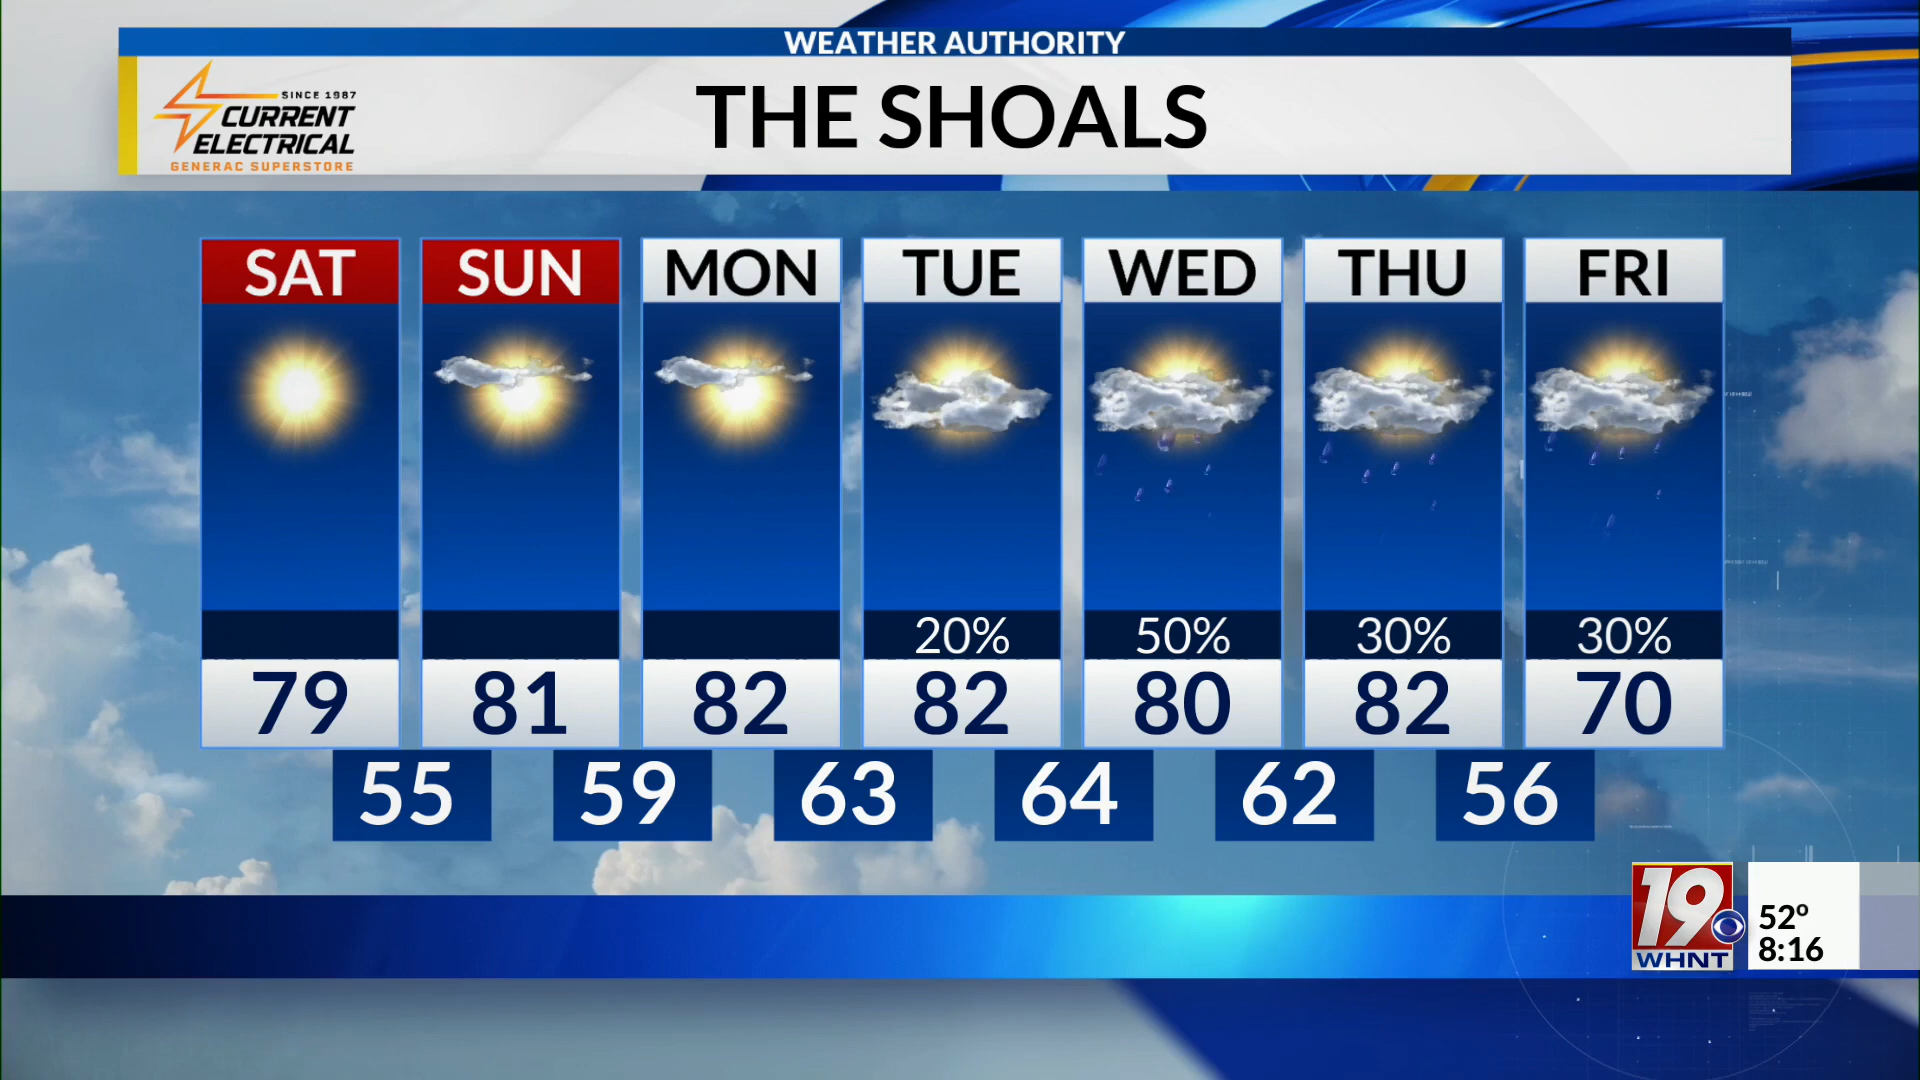 WEATHER AUTHORITY
SINCE 1987
CURRENT
ELECTRICAL
GENERAC SUPERSTORE
THE SHOALS
SAT SUN MON TUE WED THU FRI
20% 50% 30% 30%
79 81 82 82 80 82 70
55 59 63 64 62 56
19
WHNT
52º
8:16